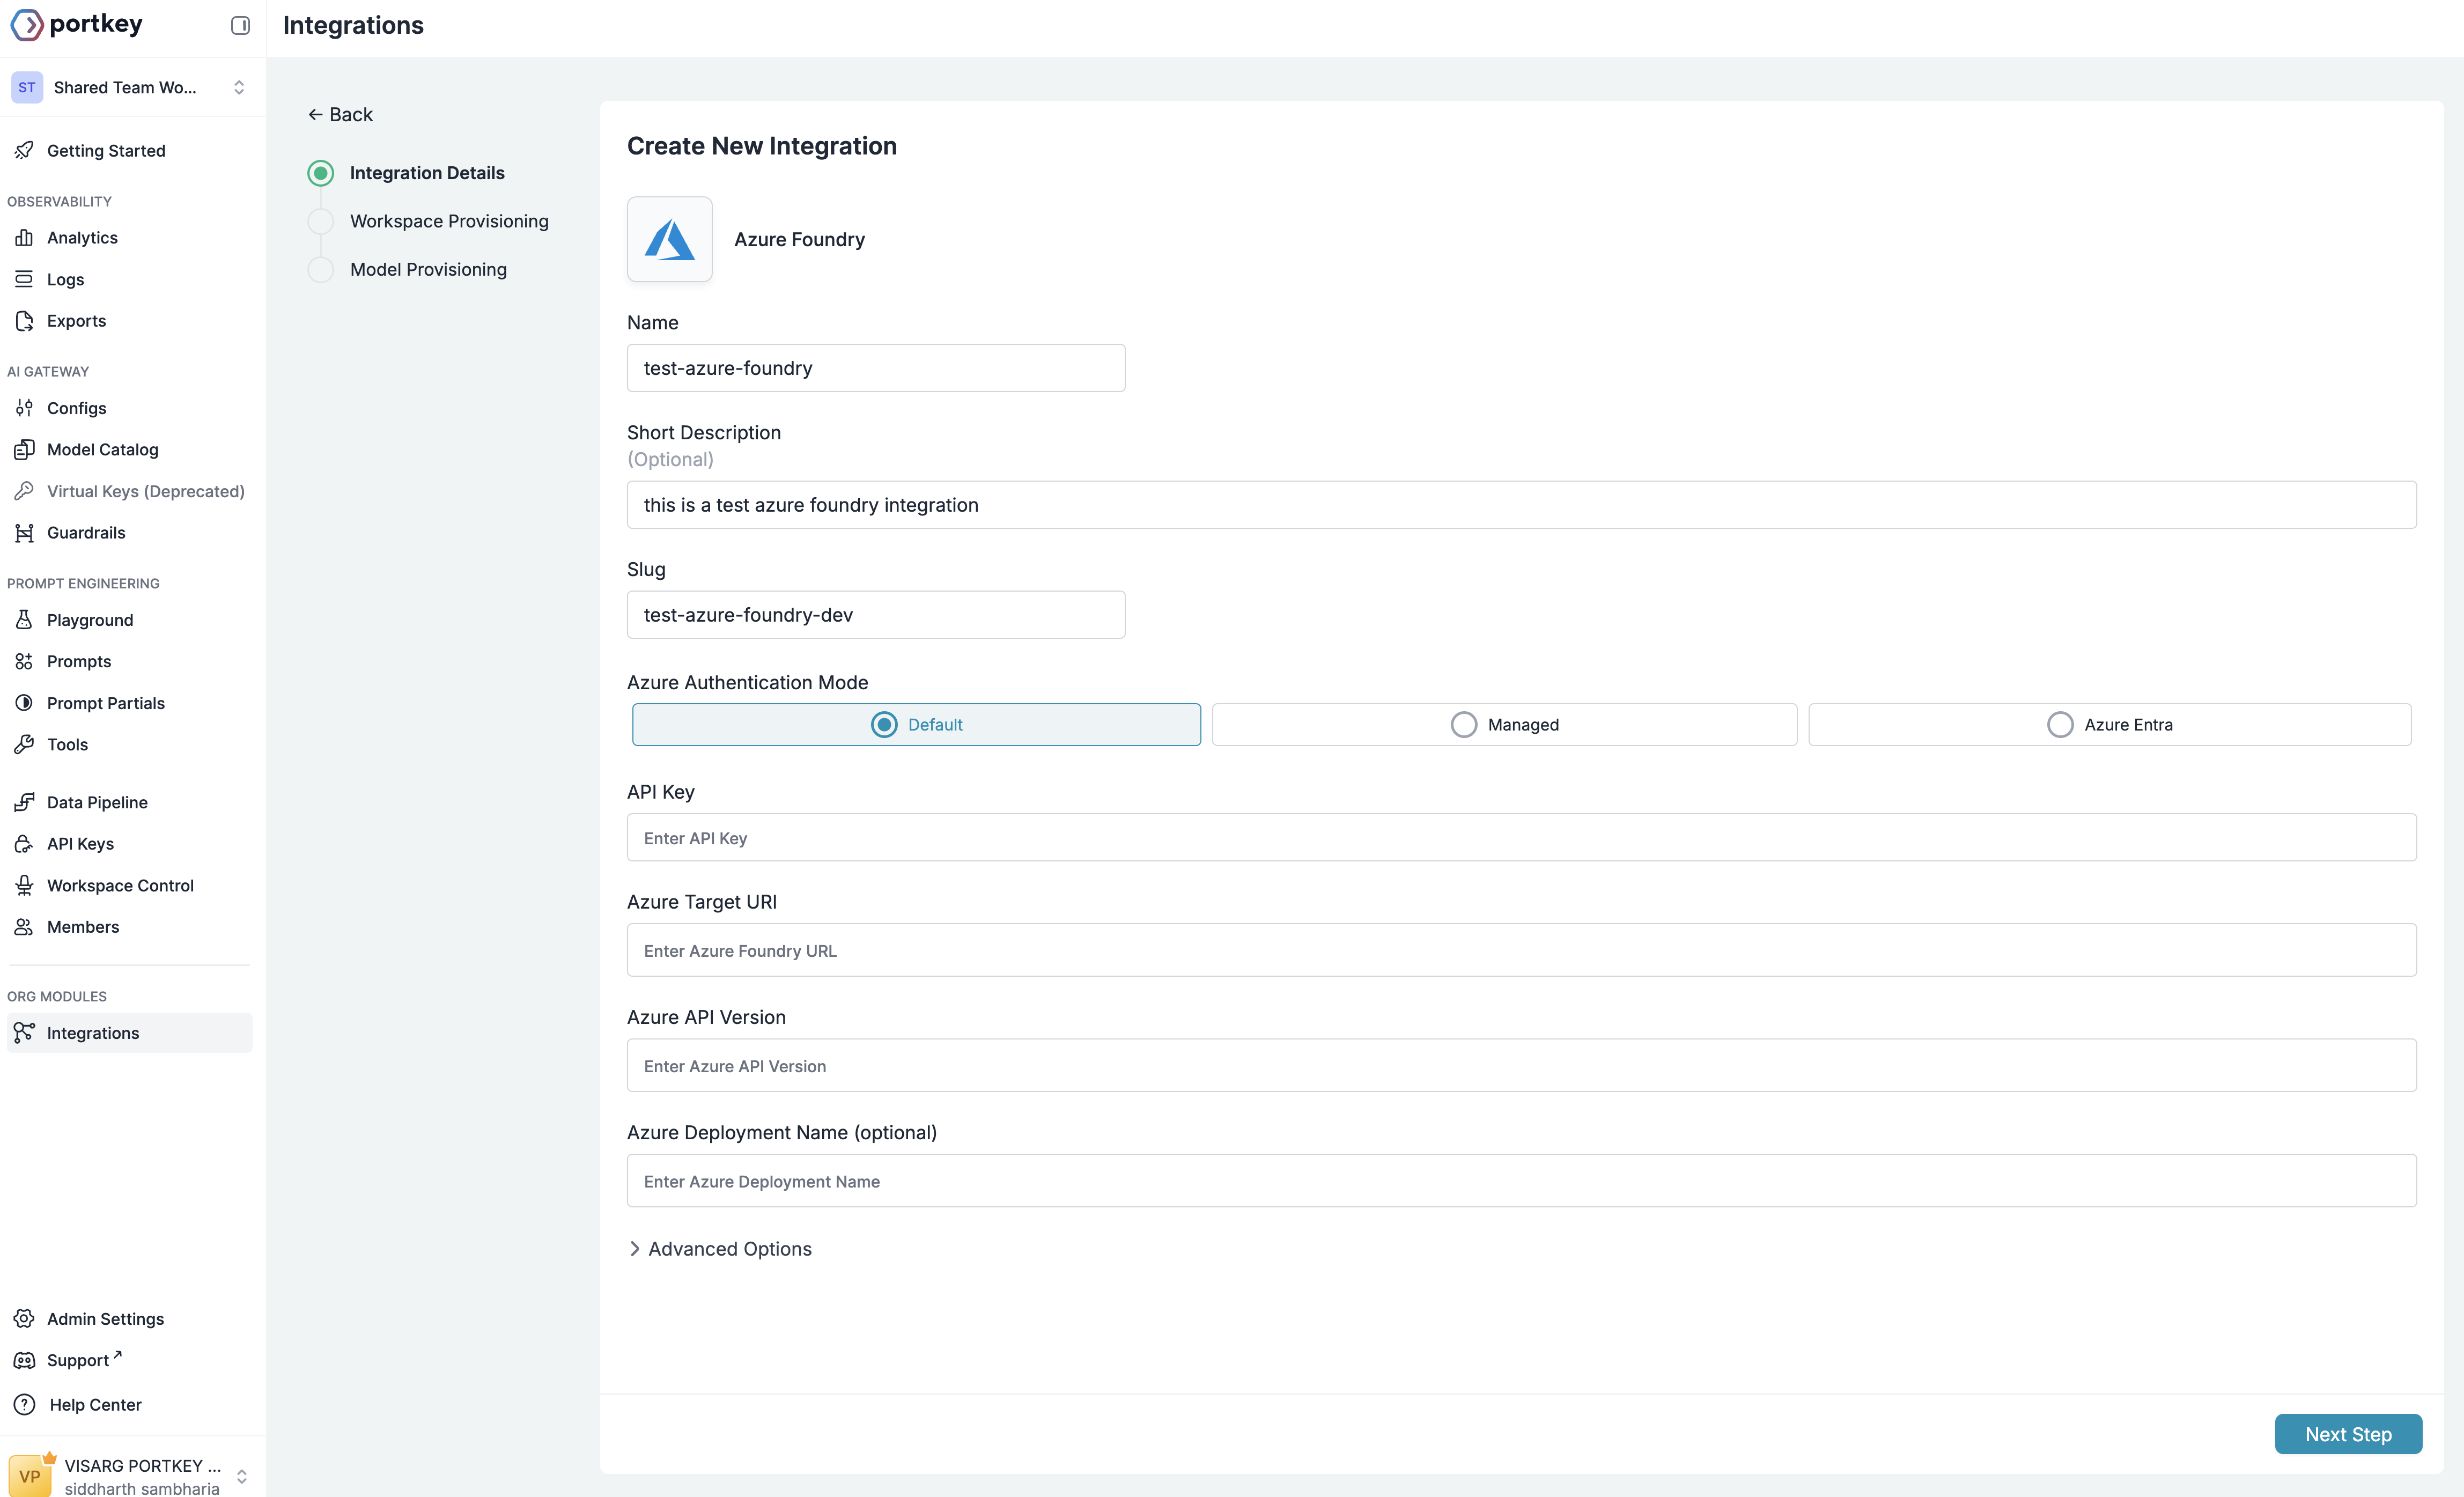 portkey
ST
Shared Team Wo...
Getting Started
OBSERVABILITY
Analytics
Logs
Exports
AI GATEWAY
Configs
Model Catalog
Virtual Keys (Deprecated)
Guardrails
PROMPT ENGINEERING
Playground
Prompts
Prompt Partials
Tools
Data Pipeline
API Keys
Workspace Control
Members
ORG MODULES
Integrations
Admin Settings
Support
Help Center
VP
VISARG PORTKEY ...
siddharth sambharia
Integrations
Back
Integration Details
Workspace Provisioning
Model Provisioning
Create New Integration
Azure Foundry
Name
test-azure-foundry
Short Description
(Optional)
this is a test azure foundry integration
Slug
test-azure-foundry-dev
Azure Authentication Mode
Default
Managed
Azure Entra
API Key
Enter API Key
Azure Target URI
Enter Azure Foundry URL
Azure API Version
Enter Azure API Version
Azure Deployment Name (optional)
Enter Azure Deployment Name
Advanced Options
Next Step